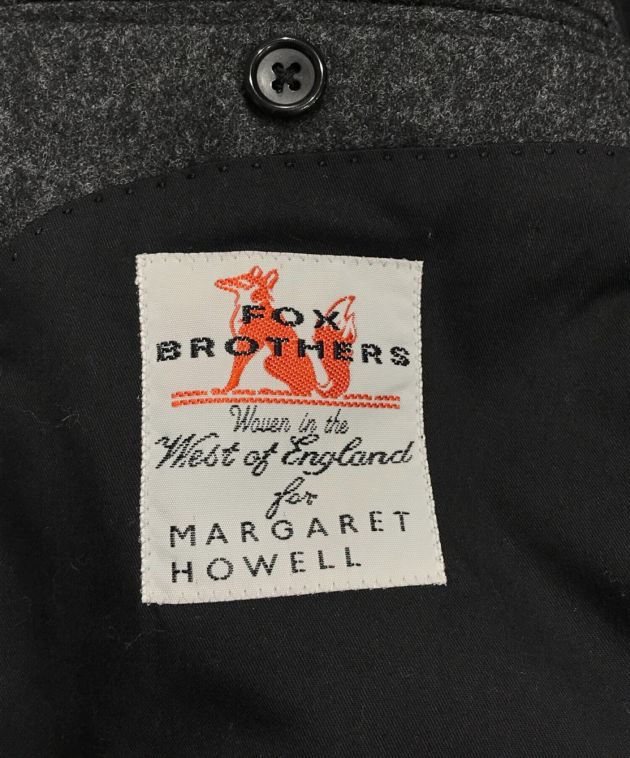 FOX
BROTHERS
Woven in the
West of England
for
MARGARET
HOWELL